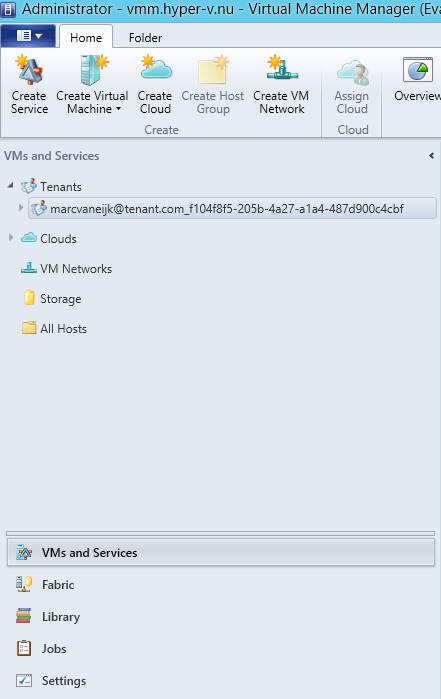 Administrator - vmm.hyper-v.nu - Virtual Machine Manager (Eva
Home Folder
Create Service
Create Virtual Machine
Create Cloud
Create Host Group
Create VM Network
Assign Cloud
Overview
Create
Cloud
VMs and Services
Tenants
marcvaneijk@tenant.com_f104f8f5-205b-4a27-a1a4-487d900c4cbf
Clouds
VM Networks
Storage
All Hosts
VMs and Services
Fabric
Library
Jobs
Settings